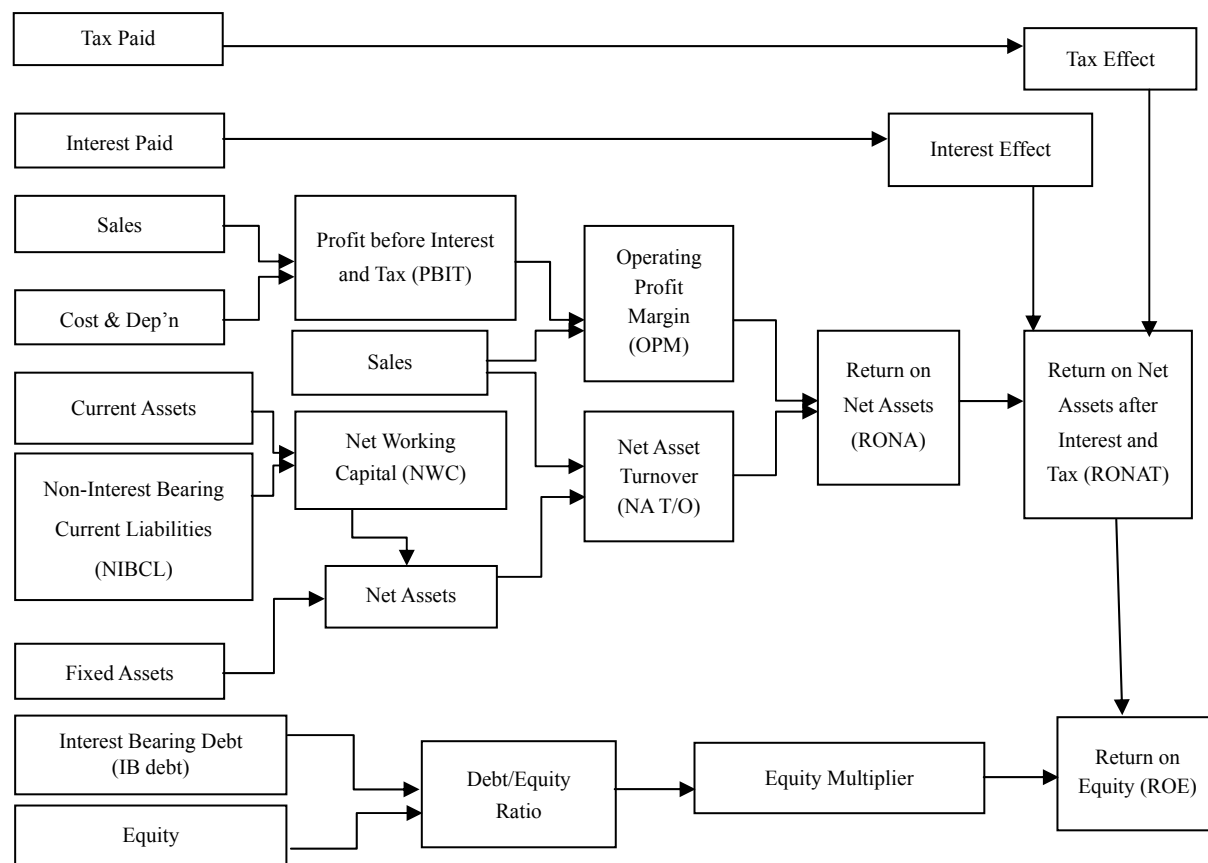 Tax Paid
Tax Effect
Interest Paid
Interest Effect
Sales
Profit before Interest
and Tax (PBIT)
Cost & Dep’n
Operating
Profit
Margin
(OPM)
Sales
Return on
Net Assets
(RONA)
Return on Net
Assets after
Interest and
Tax (RONAT)
Current Assets
Net Working
Capital (NWC)
Net Asset
Turnover
(NA T/O)
Non-Interest Bearing
Current Liabilities
(NIBCL)
Net Assets
Fixed Assets
Interest Bearing Debt
(IB debt)
Debt/Equity
Ratio
Equity Multiplier
Return on
Equity (ROE)
Equity